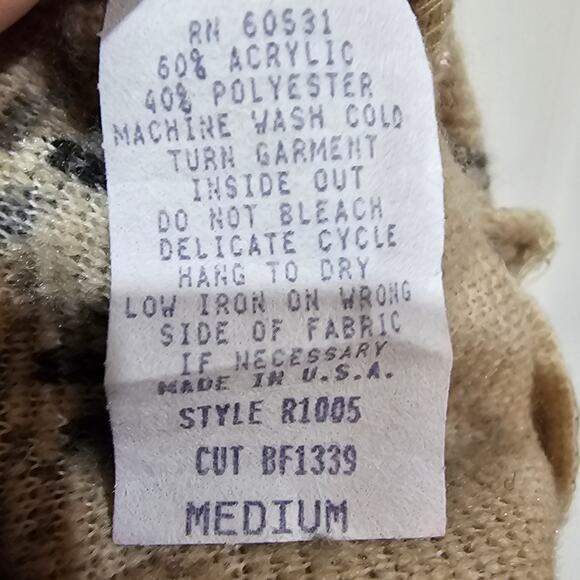 RN 60531
60% ACRYLIC
40% POLYESTER
MACHINE WASH COLD
TURN GARMENT
INSIDE OUT
DO NOT BLEACH
DELICATE CYCLE
HANG TO DRY
LOW IRON ON WRONG
SIDE OF FABRIC
IF NECESSARY
MADE IN U.S.A.
STYLE R1005
CUT BF1339
MEDIUM